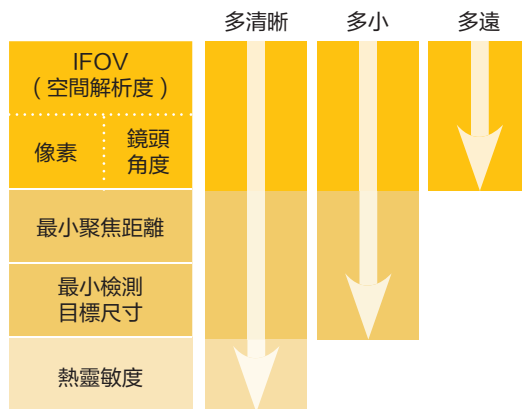 多清晰 多小 多遠
IFOV
(空間解析度)
像素
鏡頭
角度
最小聚焦距離
最小檢測
目標尺寸
熱靈敏度